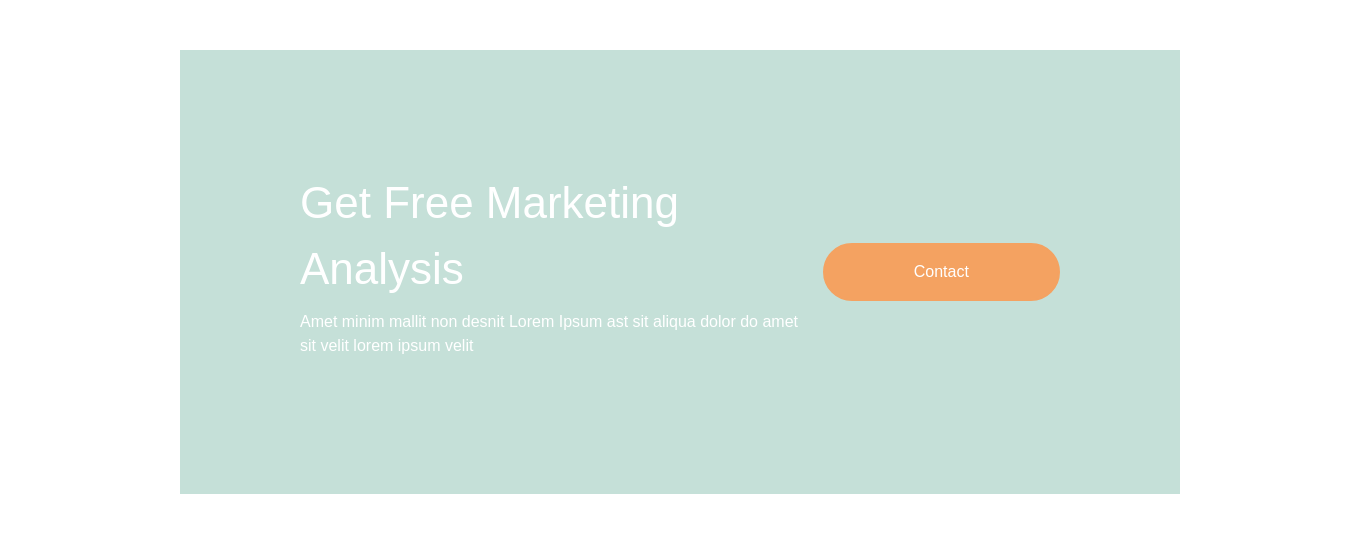 Get Free Marketing
Analysis
Amet minim mallit non desnit Lorem Ipsum ast sit aliqua dolor do amet
sit velit lorem ipsum velit
Contact